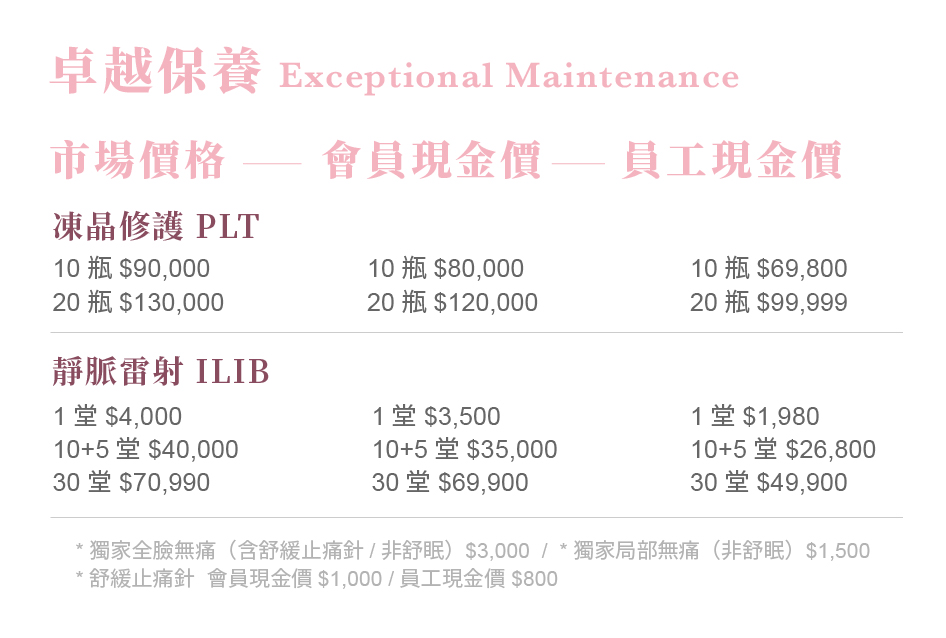 卓越保養 Exceptional Maintenance
市場價格 —— 會員現金價 —— 員工現金價
凍晶修護 PLT
10 瓶 $90,000 10 瓶 $80,000 10 瓶 $69,800
20 瓶 $130,000 20 瓶 $120,000 20 瓶 $99,999
靜脈雷射 ILIB
1 堂 $4,000 1 堂 $3,500 1 堂 $1,980
10+5 堂 $40,000 10+5 堂 $35,000 10+5 堂 $26,800
30 堂 $70,990 30 堂 $69,900 30 堂 $49,900
* 獨家全臉無痛（含舒緩止痛針 / 非舒眠）$3,000 / * 獨家局部無痛（非舒眠）$1,500
* 舒緩止痛針 會員現金價 $1,000 / 員工現金價 $800